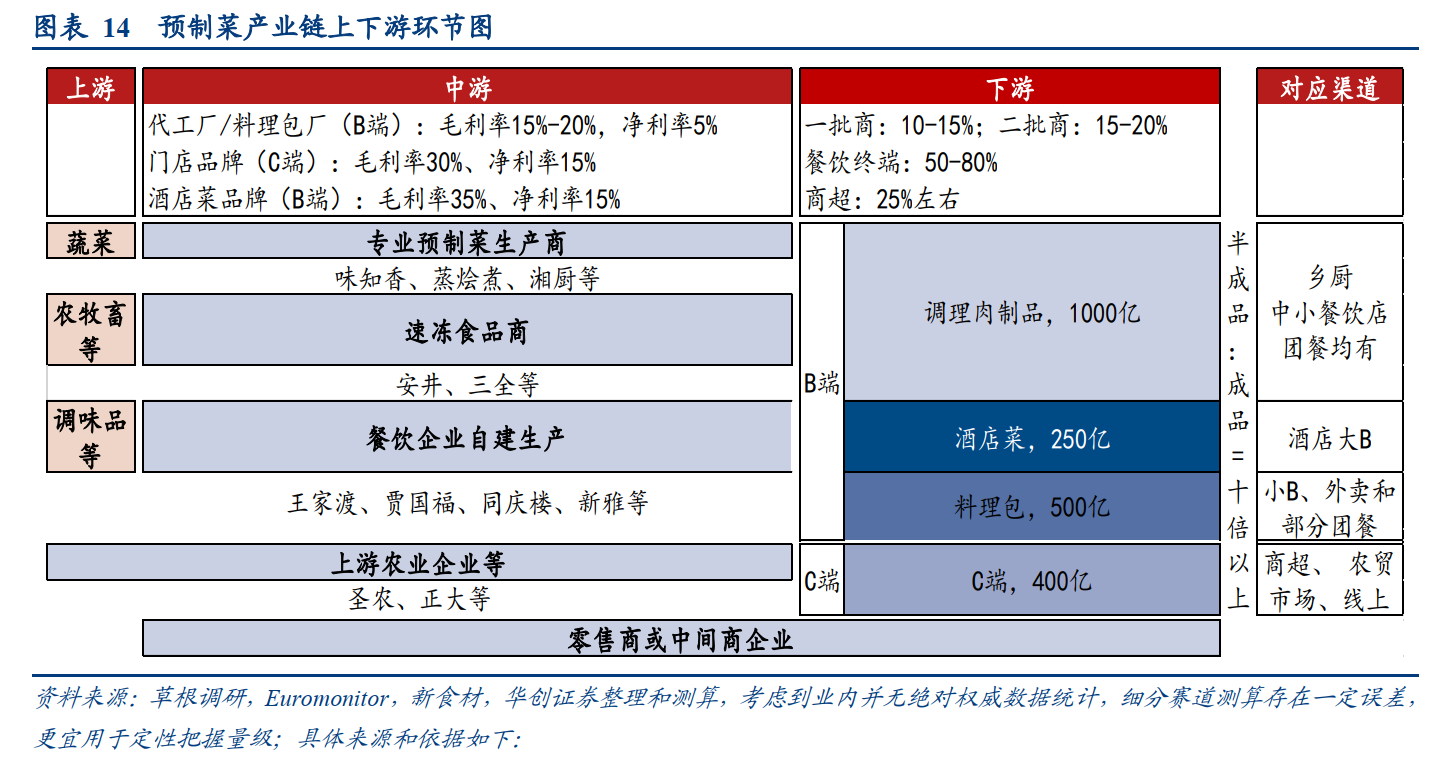 图表 14 预制菜产业链上下游环节图
上游
中游
下游
对应渠道
代工厂/料理包厂（B端）：毛利率15%-20%，净利率5%
门店品牌（C端）：毛利率30%、净利率15%
酒店菜品牌（B端）：毛利率35%、净利率15%
一批商：10-15%；二批商：15-20%
餐饮终端：50-80%
商超：25%左右
蔬菜
专业预制菜生产商
味知香、蒸烩煮、湘厨等
农牧畜
等
速冻食品商
安井、三全等
调味品
等
餐饮企业自建生产
王家渡、贾国福、同庆楼、新雅等
上游农业企业等
圣农、正大等
零售商或中间商企业
B端
调理肉制品，1000亿
酒店菜，250亿
料理包，500亿
C端
C端，400亿
半
成
品
：
成
品
=
十
倍
以
上
乡厨
中小餐饮店
团餐均有
酒店大B
小B、外卖和
部分团餐
商超、 农贸
市场、线上
资料来源：草根调研，Euromonitor，新食材，华创证券整理和测算，考虑到业内并无绝对权威数据统计，细分赛道测算存在一定误差，
更宜用于定性把握量级；具体来源和依据如下：